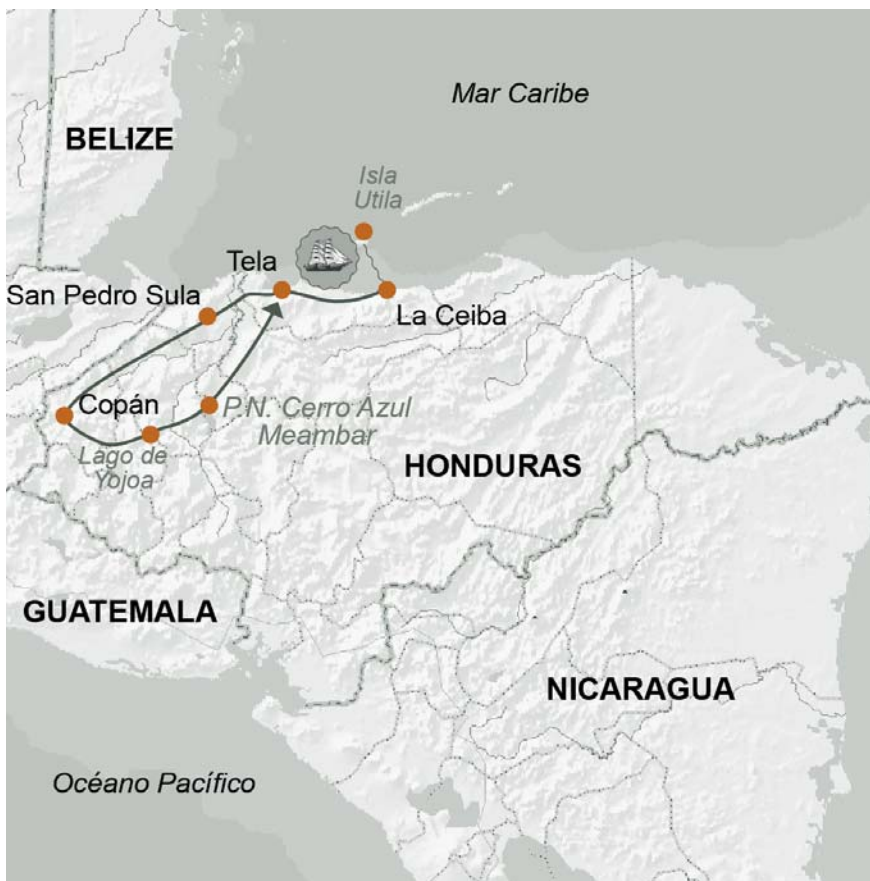 Mar Caribe
BELIZE
Isla
Utila
Tela
San Pedro Sula
La Ceiba
Copán
P.N. Cerro Azul
Meambar
Lago de
Yojoa
HONDURAS
GUATEMALA
NICARAGUA
Océano Pacífico